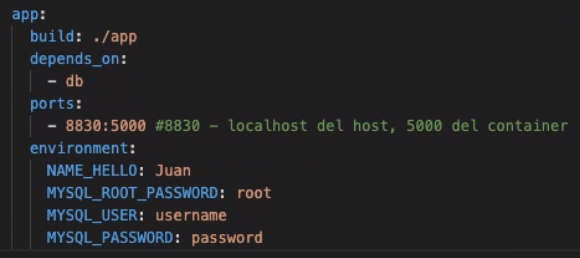 app:
build: ./app
depends_on:
- db
ports:
- 8830:5000 #8830 - localhost del host, 5000 del container
environment:
NAME_HELLO: Juan
MYSQL_ROOT_PASSWORD: root
MYSQL_USER: username
MYSQL_PASSWORD: password